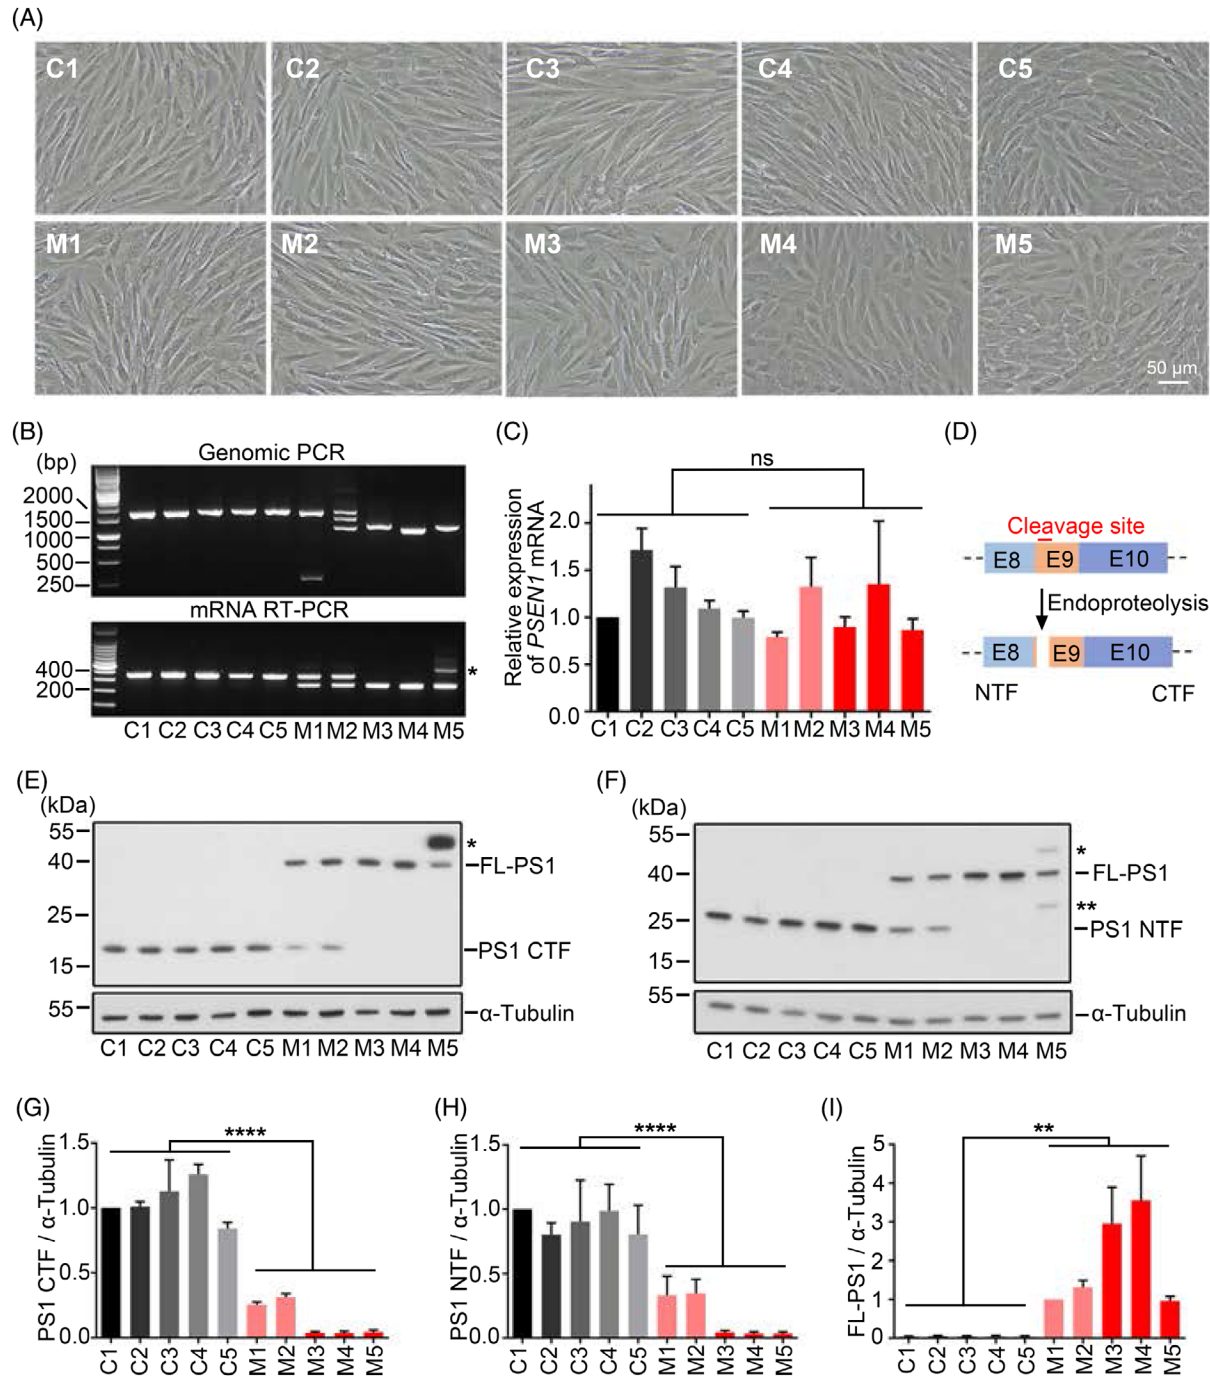 (A)
C1 C2 C3 C4 C5
M1 M2 M3 M4 M5
50 µm
(B)
Genomic PCR
(bp)
2000
1500
1000
500
250
mRNA RT-PCR
400 *
200
C1 C2 C3 C4 C5 M1 M2 M3 M4 M5
(C)
ns
Relative expression
of PSEN1 mRNA
2.0
1.5
1.0
0.5
0.0
C1 C2 C3 C4 C5 M1 M2 M3 M4 M5
(D)
Cleavage site
E8 E9 E10
Endoproteolysis
E8 E9 E10
NTF CTF
(E)
(kDa)
55 *
40 FL-PS1
25
PS1 CTF
15
55 α-Tubulin
C1 C2 C3 C4 C5 M1 M2 M3 M4 M5
(F)
(kDa)
55 *
40 FL-PS1
**
25 PS1 NTF
15
55
α-Tubulin
C1 C2 C3 C4 C5 M1 M2 M3 M4 M5
(G)
PS1 CTF / α-Tubulin
****
1.5
1.0
0.5
0.0
C1 C2 C3 C4 C5 M1 M2 M3 M4 M5
(H)
PS1 NTF / α-Tubulin
****
1.5
1.0
0.5
0.0
C1 C2 C3 C4 C5 M1 M2 M3 M4 M5
(I)
FL-PS1 / α-Tubulin
**
5
4
3
2
1
0
C1 C2 C3 C4 C5 M1 M2 M3 M4 M5